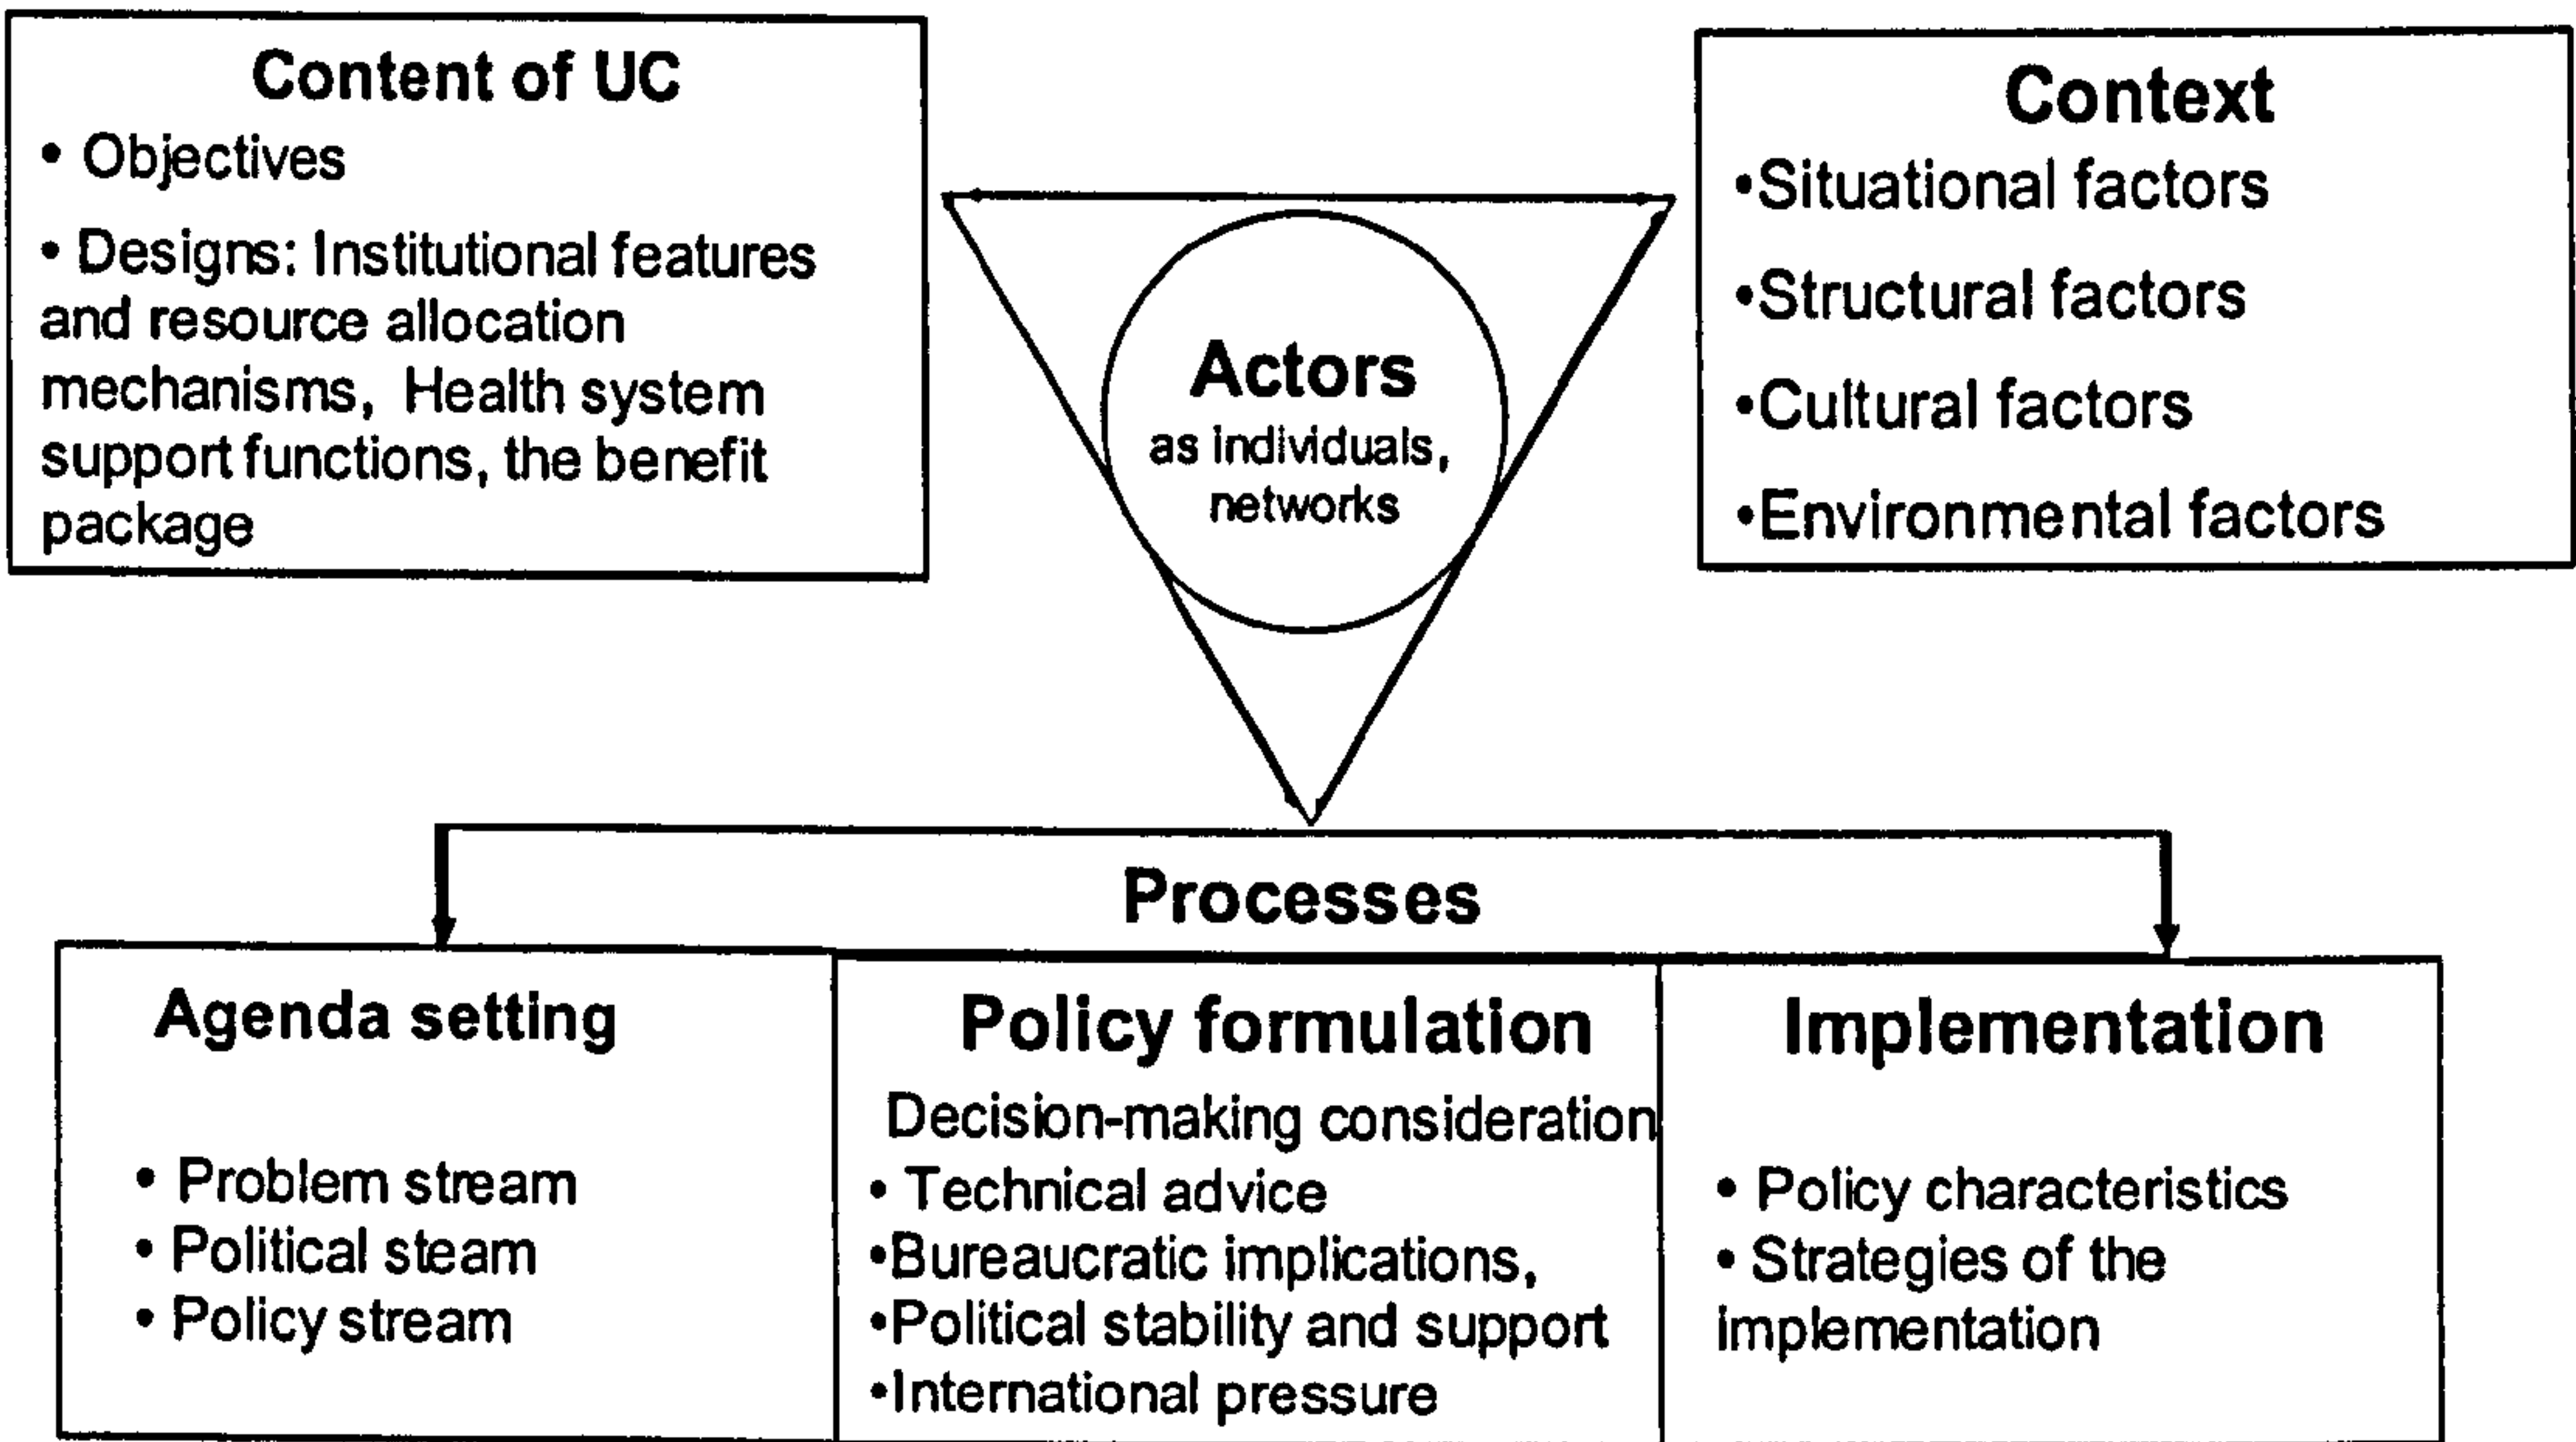 Content of UC
• Objectives
• Designs: Institutional features
and resource allocation
mechanisms, Health system
support functions, the benefit
package
Context
•Situational factors
•Structural factors
•Cultural factors
•Environmental factors
Actors
as individuals,
networks
Processes
Agenda setting
• Problem stream
• Political steam
• Policy stream
Policy formulation
Decision-making consideration
• Technical advice
•Bureaucratic implications,
•Political stability and support
•International pressure
Implementation
• Policy characteristics
• Strategies of the
implementation